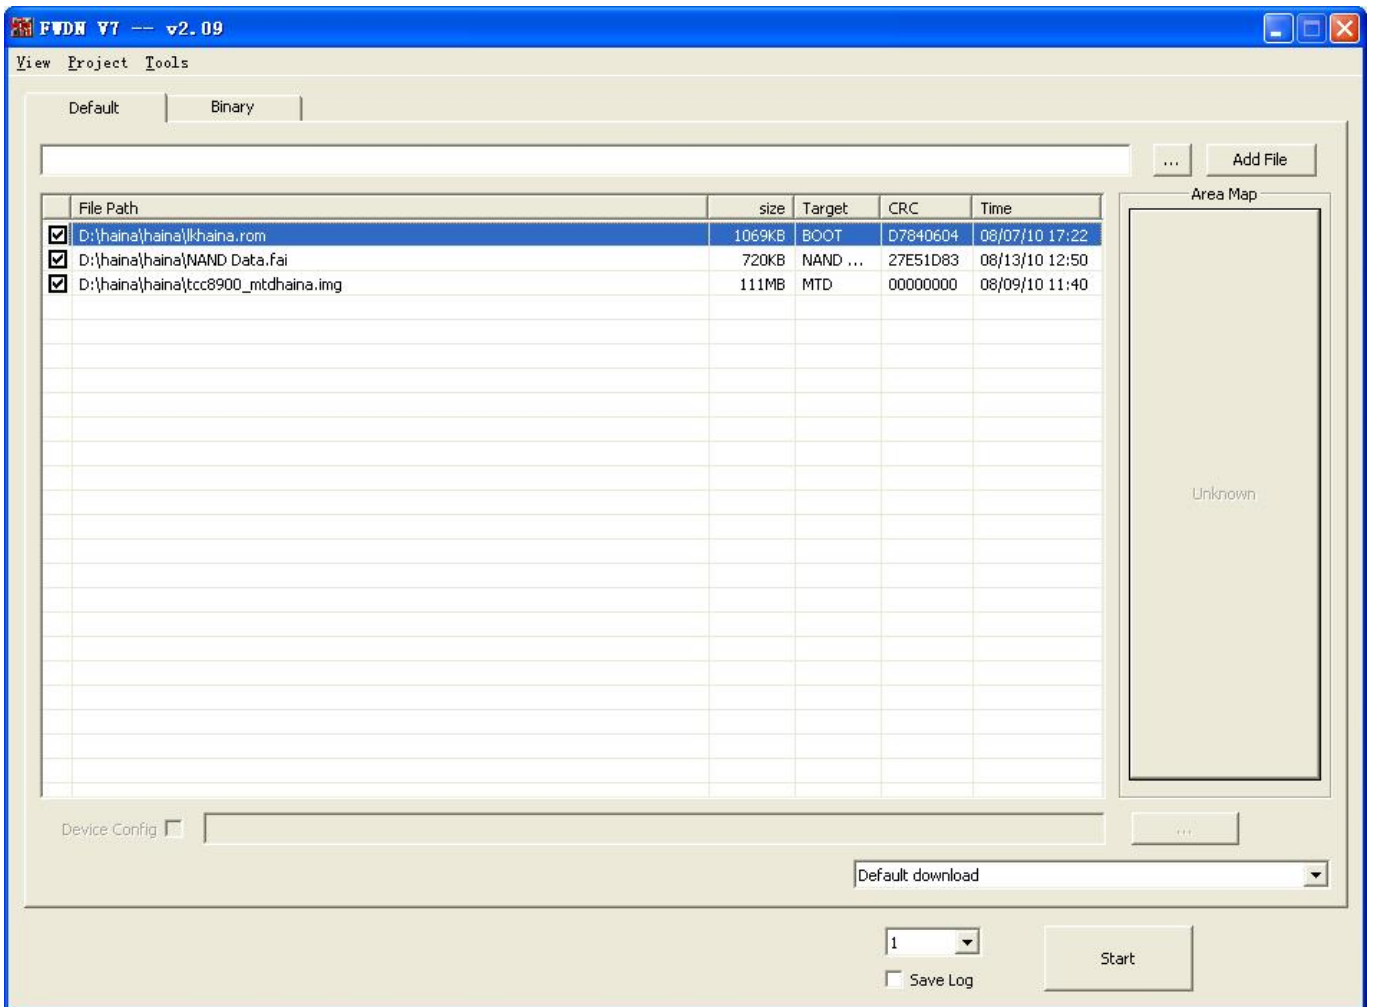 FWDN V7 -- v2.09
View Project Tools
Default Binary
... Add File
File Path size Target CRC Time Area Map
D:\haina\haina\lkhaina.rom 1069KB BOOT D7840604 08/07/10 17:22
D:\haina\haina\NAND Data.fai 720KB NAND ... 27E51D83 08/13/10 12:50
D:\haina\haina\tcc8900_mtdhaina.img 111MB MTD 00000000 08/09/10 11:40
Unknown
Device Config ...
Default download
1
Start
Save Log